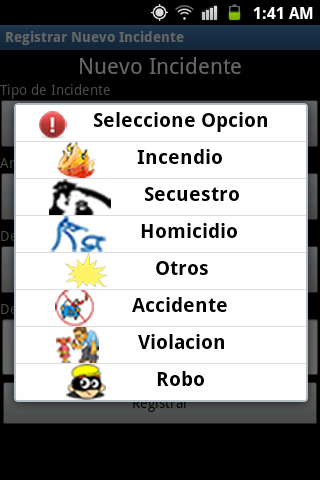 1:41 AM
Registrar Nuevo Incidente
Nuevo Incidente
Tipo de Incidente
Seleccione Opcion
Incendio
Secuestro
Homicidio
Otros
Accidente
Violacion
Robo
Registrar